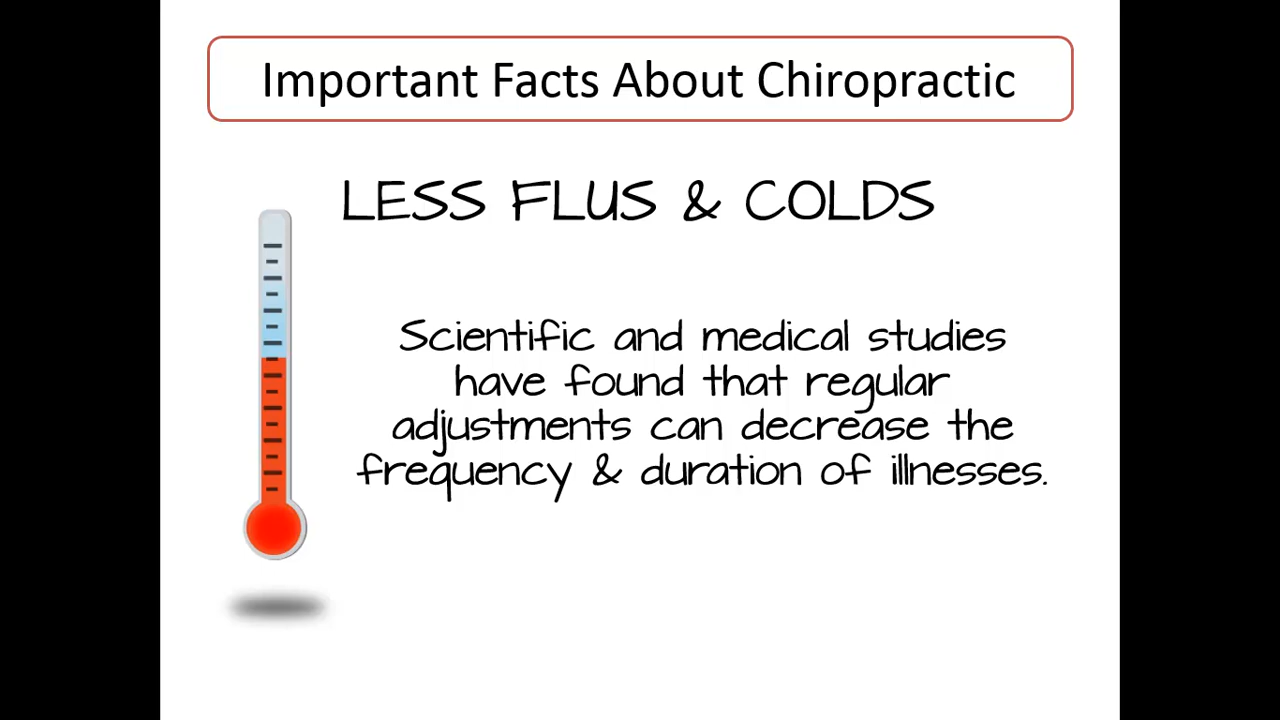 Important Facts About Chiropractic
LESS FLUS & COLDS
Scientific and medical studies
have found that regular
adjustments can decrease the
frequency & duration of illnesses.